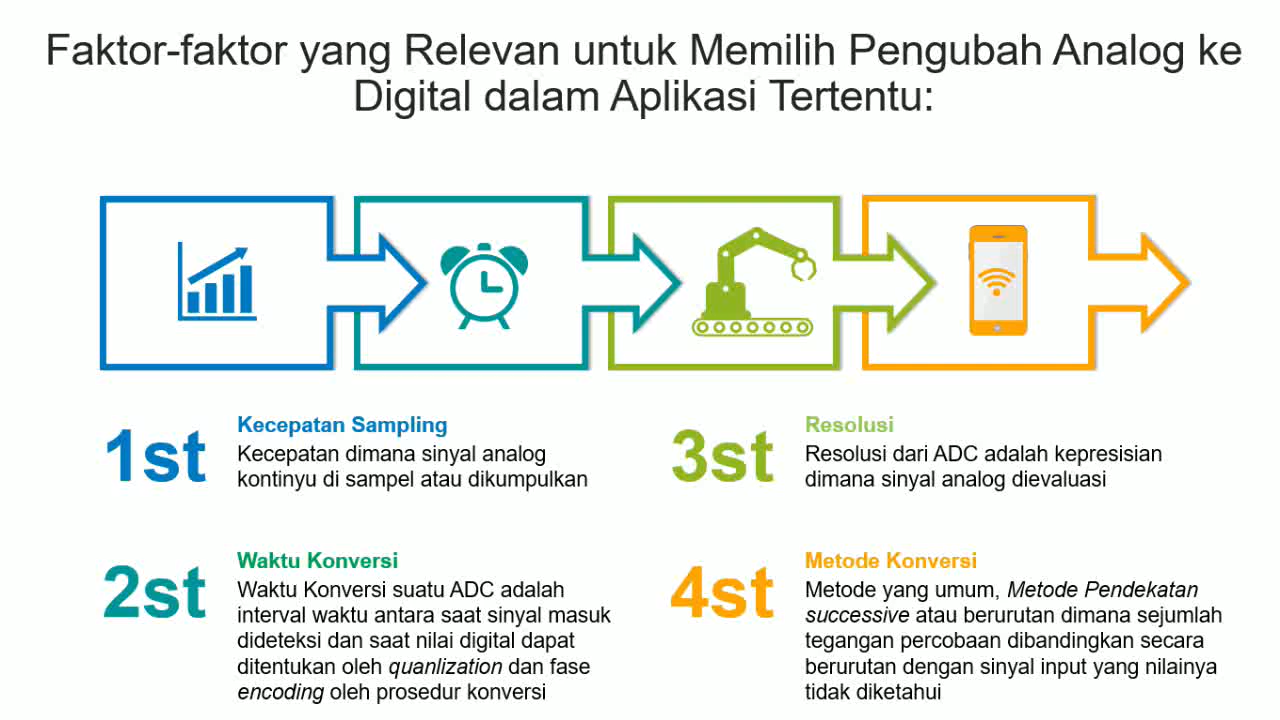 Faktor-faktor yang Relevan untuk Memilih Pengubah Analog ke
Digital dalam Aplikasi Tertentu:
1st
Kecepatan Sampling
Kecepatan dimana sinyal analog
kontinyu di sampel atau dikumpulkan
2st
Waktu Konversi
Waktu Konversi suatu ADC adalah
interval waktu antara saat sinyal masuk
dideteksi dan saat nilai digital dapat
ditentukan oleh quanlization dan fase
encoding oleh prosedur konversi
3st
Resolusi
Resolusi dari ADC adalah kepresisian
dimana sinyal analog dievaluasi
4st
Metode Konversi
Metode yang umum, Metode Pendekatan
successive atau berurutan dimana sejumlah
tegangan percobaan dibandingkan secara
berurutan dengan sinyal input yang nilainya
tidak diketahui